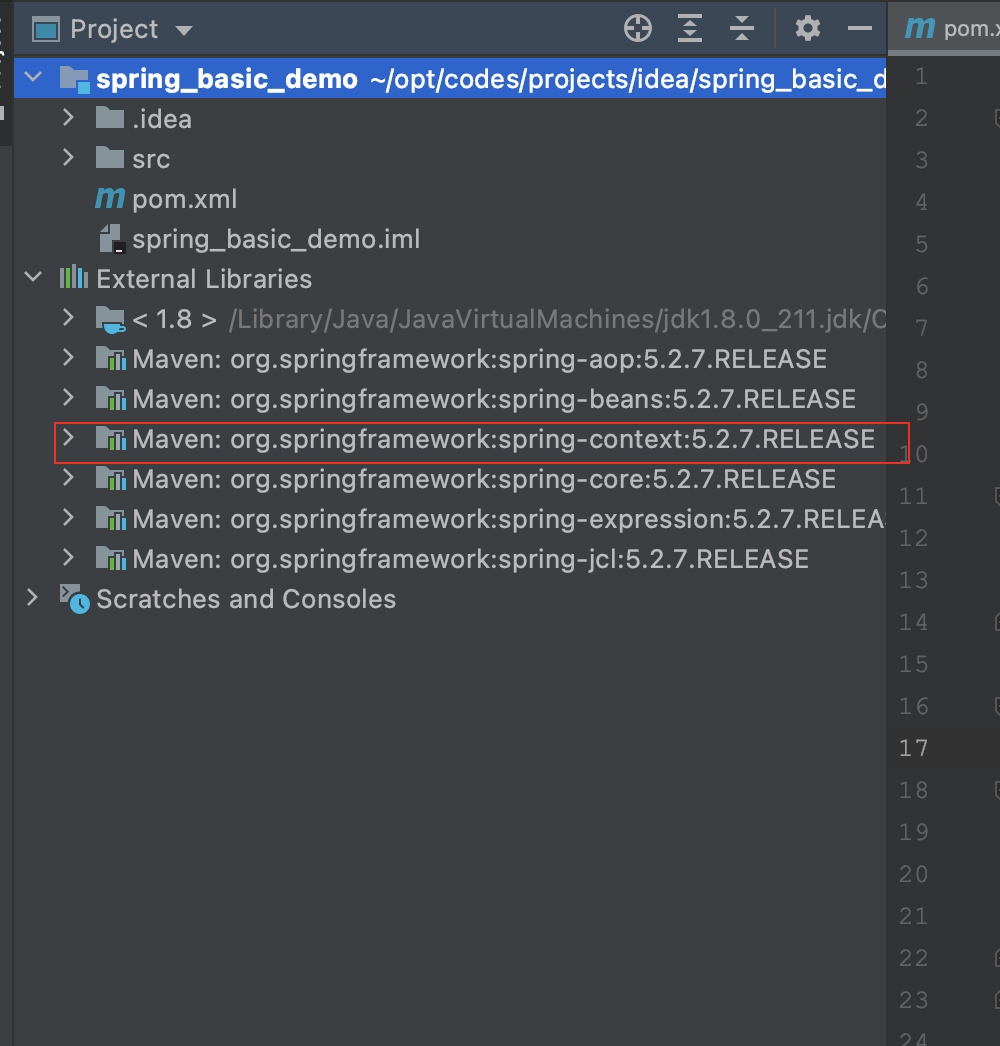 Project
m pom.x
spring_basic_demo ~/opt/codes/projects/idea/spring_basic_d
.idea
src
m pom.xml
spring_basic_demo.iml
External Libraries
< 1.8 > /Library/Java/JavaVirtualMachines/jdk1.8.0_211.jdk/C
Maven: org.springframework:spring-aop:5.2.7.RELEASE
Maven: org.springframework:spring-beans:5.2.7.RELEASE
Maven: org.springframework:spring-context:5.2.7.RELEASE
Maven: org.springframework:spring-core:5.2.7.RELEASE
Maven: org.springframework:spring-expression:5.2.7.RELEA
Maven: org.springframework:spring-jcl:5.2.7.RELEASE
Scratches and Consoles
1
2
3
4
5
6
7
8
9
10
11
12
13
14
15
16
17
18
19
20
21
22
23
24